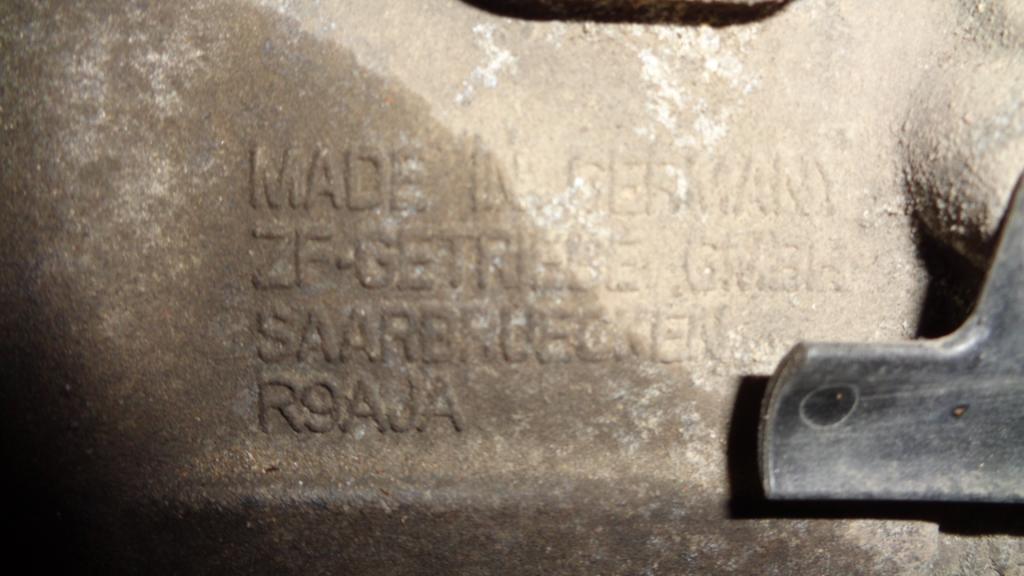 MADE IN GERMANY
ZF-GETRIEBE GMBH
SAARBRUECKEN
R9AJA